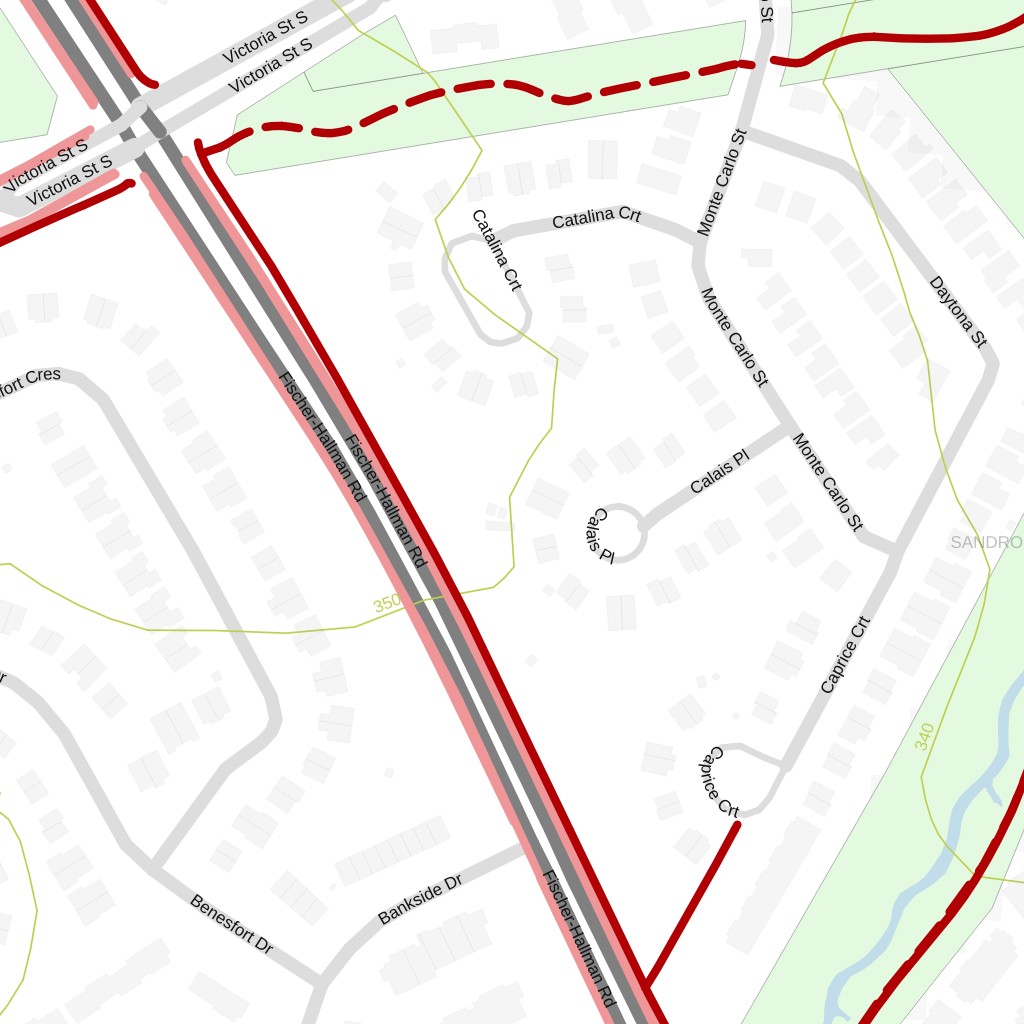 Victoria St S
Victoria St S
Victoria St S
Victoria St S
o St
Monte Carlo St
Catalina Crt
Catalina Crt
Daytona St
Monte Carlo St
fort Cres
Fischer-Hallman Rd
Fischer-Hallman Rd
Monte Carlo St
Calais Pl
Calais Pl
SANDRO
350
Caprice Crt
r
340
Caprice Crt
Fischer-Hallman Rd
Bankside Dr
Benesfort Dr